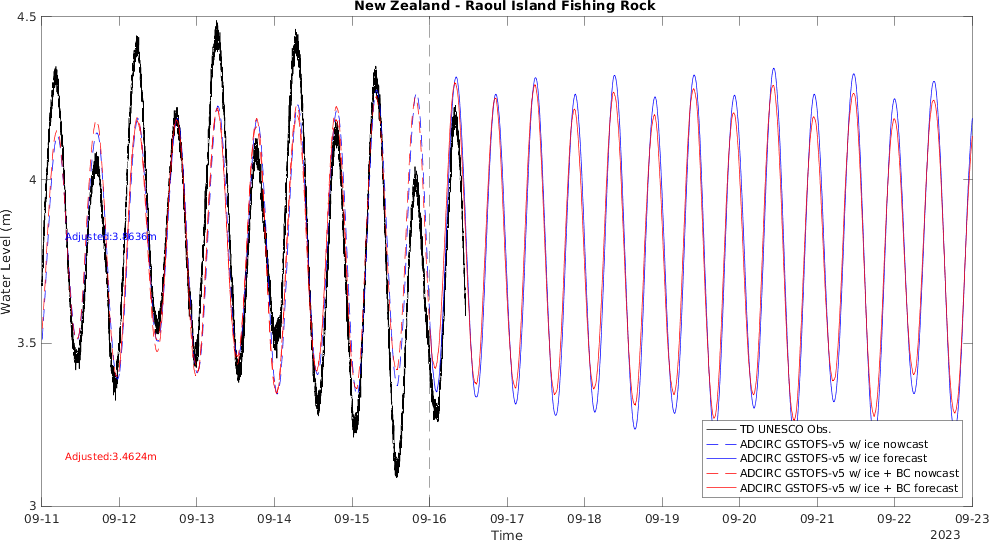 New Zealand - Raoul Island Fishing Rock
4.5
4
3.5
3
Water Level (m)
Adjusted:3.8636m
Adjusted:3.4624m
TD UNESCO Obs.
ADCIRC GSTOFS-v5 w/ ice nowcast
ADCIRC GSTOFS-v5 w/ ice forecast
ADCIRC GSTOFS-v5 w/ ice + BC nowcast
ADCIRC GSTOFS-v5 w/ ice + BC forecast
09-11 09-12 09-13 09-14 09-15 09-16 09-17 09-18 09-19 09-20 09-21 09-22 09-23
Time
2023